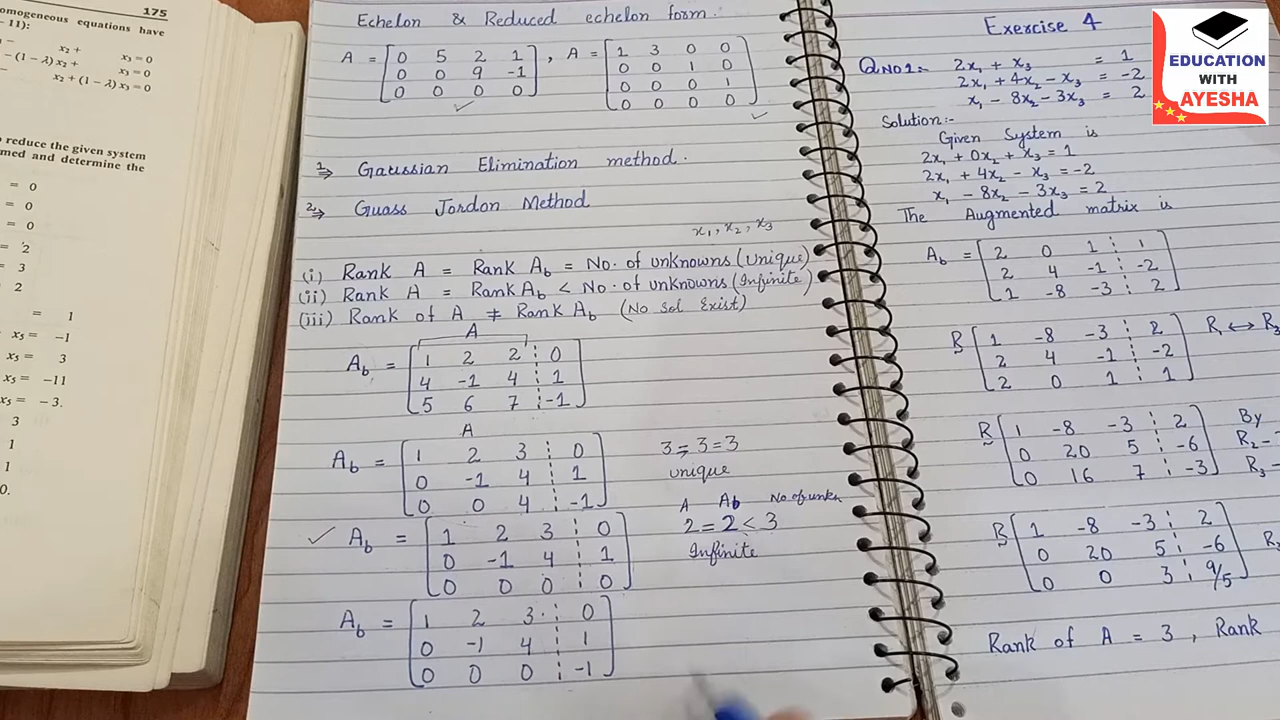 175
omogeneous equations have
- 11):
x₂ +    x₃ = 0
- (1 - λ) x₂ +    x₃ = 0
x₂ + (1 - λ) x₃ = 0
reduce the given system
med and determine the
= 0
= 0
= 0
= 2
= 3
= 2
= 1
x₅ = -1
x₅ = 3
x₅ = -11
x₅ = -3.
3
1
1
0.
Echelon & Reduced echelon form.
A = [0 5 2 1
0 0 9 -1
0 0 0 0] , A = [1 3 0 0
0 0 1 0
0 0 0 1
0 0 0 0]
1⇒ Gaussian Elimination method.
2⇒ Guass Jordon Method
x₁, x₂, x₃
(i) Rank A = Rank A_b = No. of unknowns (Unique)
(ii) Rank A = Rank A_b < No. of unknowns (Infinite)
(iii) Rank of A ≠ Rank A_b (No Sol Exist)
A
A_b = [1 2 2 ⋮ 0
4 -1 4 ⋮ 1
5 6 7 ⋮ -1]
A
A_b = [1 2 3 ⋮ 0
0 -1 4 ⋮ 1
0 0 4 ⋮ -1]
3 = 3 = 3
unique
✓ A_b = [1 2 3 ⋮ 0
0 -1 4 ⋮ 1
0 0 0 ⋮ 0]
A  Ab  No of unkn
2 = 2 < 3
Infinite
A_b = [1 2 3 ⋮ 0
0 -1 4 ⋮ 1
0 0 0 ⋮ -1]
Exercise 4
Q NO 1:- 2x₁ + x₃ = 1
2x₁ + 4x₂ - x₃ = -2
x₁ - 8x₂ - 3x₃ = 2
Solution:-
Given System is
2x₁ + 0x₂ + x₃ = 1
2x₁ + 4x₂ - x₃ = -2
x₁ - 8x₂ - 3x₃ = 2
The Augmented matrix is
A_b = [2 0 1 ⋮ 1
2 4 -1 ⋮ -2
1 -8 -3 ⋮ 2]
R [1 -8 -3 ⋮ 2
2 4 -1 ⋮ -2
2 0 1 ⋮ 1] R₁ ↔ R₃
R [1 -8 -3 ⋮ 2
0 20 5 ⋮ -6
0 16 7 ⋮ -3]
By
R₂ -
R₃ -
R [1 -8 -3 ⋮ 2
0 20 5 ⋮ -6
0 0 3 ⋮ 9/5]
Rank of A = 3, Rank
EDUCATION
WITH
AYESHA